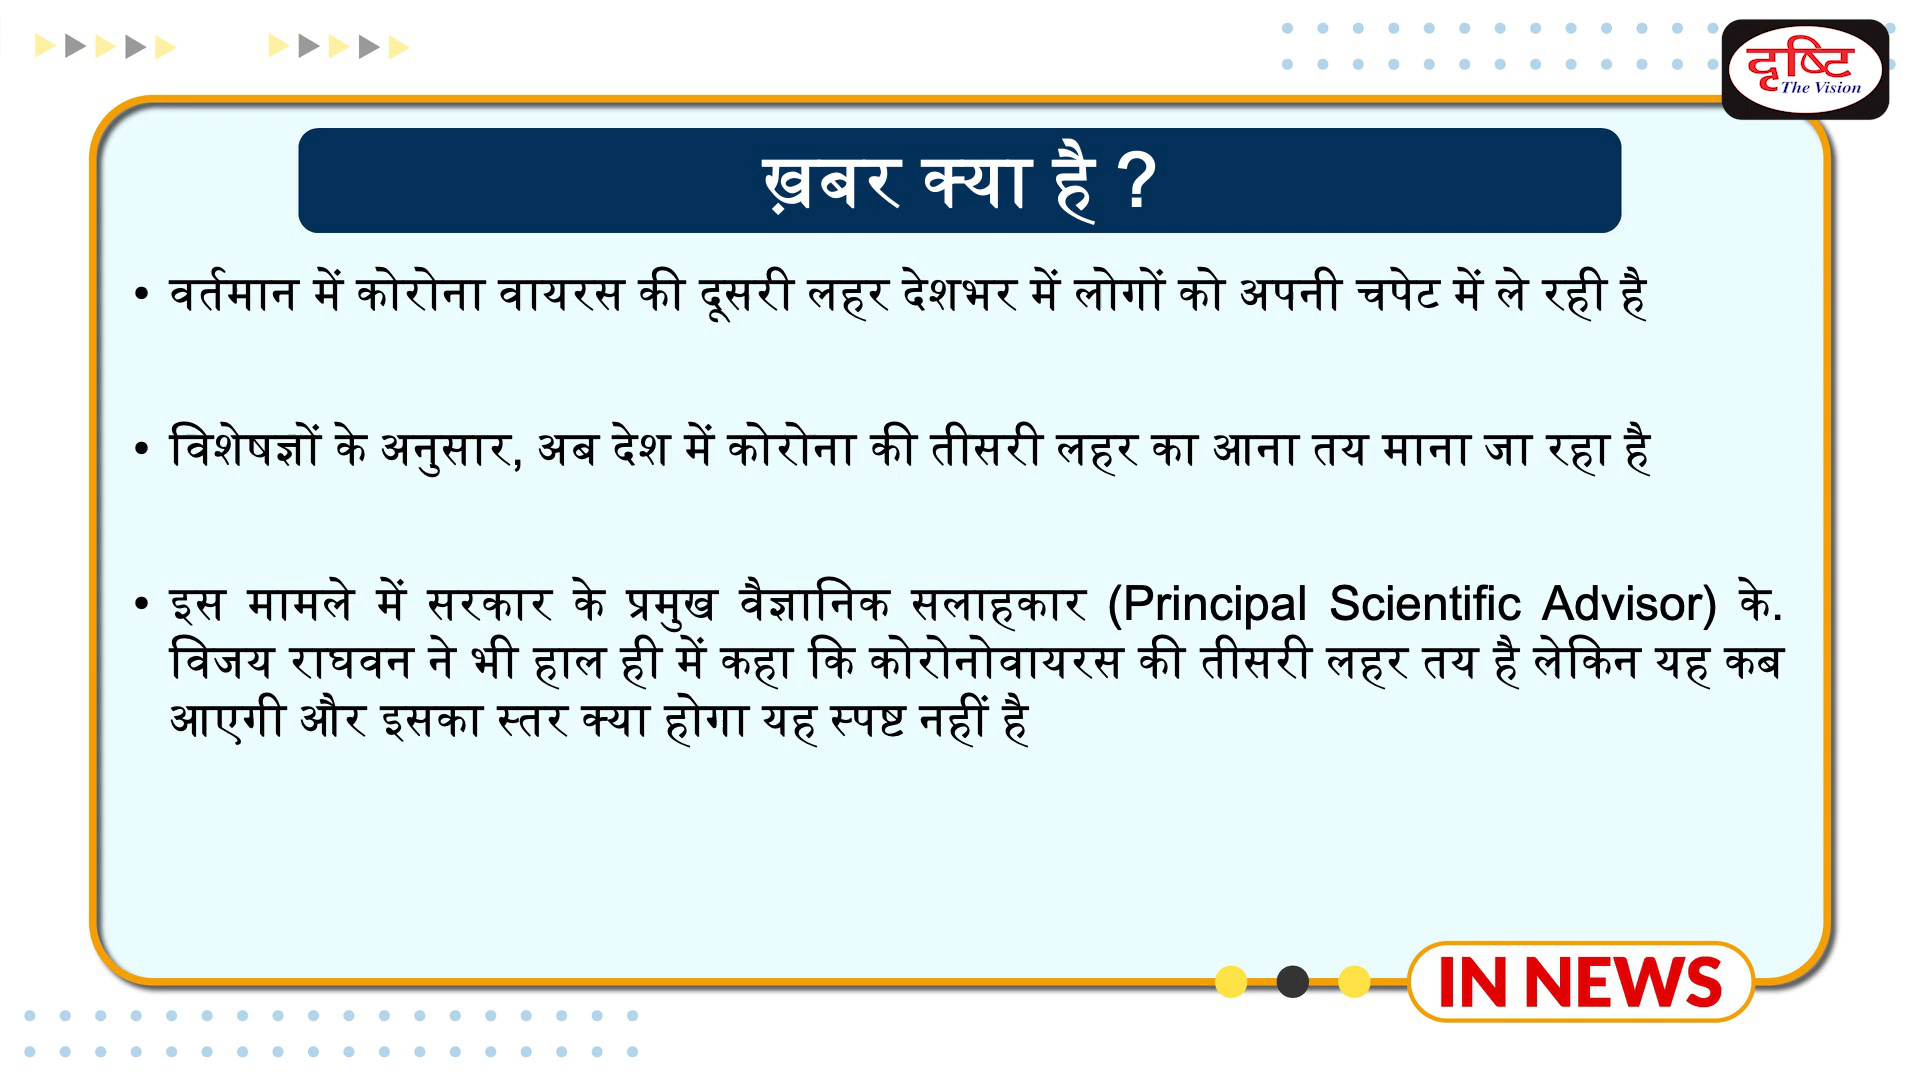 दृष्टि
The Vision
ख़बर क्या है ?
• वर्तमान में कोरोना वायरस की दूसरी लहर देशभर में लोगों को अपनी चपेट में ले रही है
• विशेषज्ञों के अनुसार, अब देश में कोरोना की तीसरी लहर का आना तय माना जा रहा है
• इस मामले में सरकार के प्रमुख वैज्ञानिक सलाहकार (Principal Scientific Advisor) के.
विजय राघवन ने भी हाल ही में कहा कि कोरोनोवायरस की तीसरी लहर तय है लेकिन यह कब
आएगी और इसका स्तर क्या होगा यह स्पष्ट नहीं है
IN NEWS